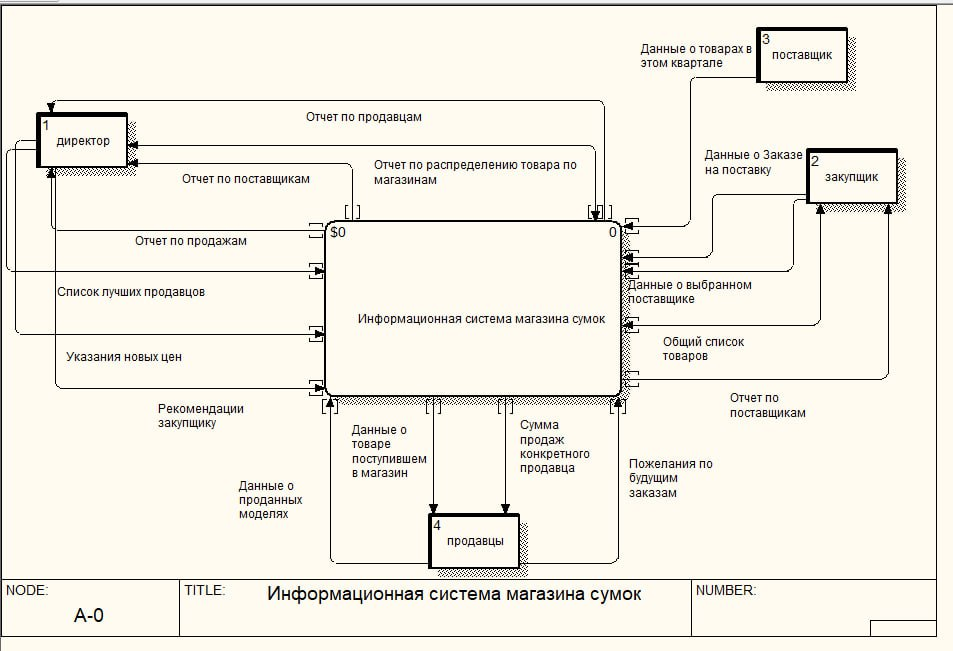 3
поставщик
Данные о товарах в
этом квартале
1
директор
Отчет по продавцам
Отчет по распределению товара по
магазинам
Отчет по поставщикам
Данные о Заказе
на поставку
2
закупщик
Отчет по продажам
$0
0
Список лучших продавцов
Данные о выбранном
поставщике
Информационная система магазина сумок
Указания новых цен
Общий список
товаров
Рекомендации
закупщику
Отчет по
поставщикам
Данные о
товаре
поступившем
в магазин
Сумма
продаж
конкретного
продавца
Пожелания по
будущим
заказам
Данные о
проданных
моделях
4
продавцы
NODE:
A-0
TITLE:
Информационная система магазина сумок
NUMBER: